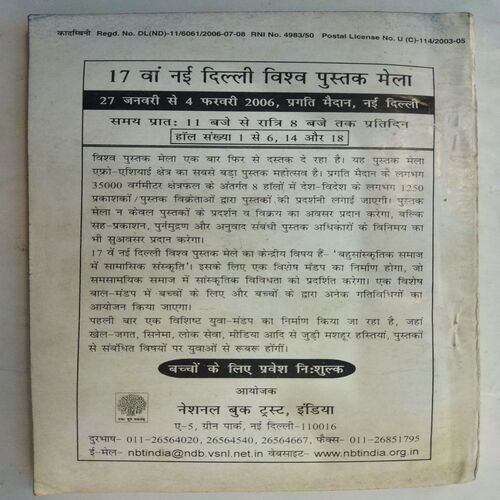 कादम्बिनी Regd. No. DL(ND)-11/6061/2006-07-08 RNI No. 4983/50 Postal License No. U (C)-114/2003-05
17 वां नई दिल्ली विश्व पुस्तक मेला
27 जनवरी से 4 फरवरी 2006, प्रगति मैदान, नई दिल्ली
समय प्रात: 11 बजे से रात्रि 8 बजे तक प्रतिदिन
हॉल संख्या 1 से 6, 14 और 18
विश्व पुस्तक मेला एक बार फिर से दस्तक दे रहा है। यह पुस्तक मेला
एफ्रो-एशियाई क्षेत्र का सबसे बड़ा पुस्तक महोत्सव है। प्रगति मैदान के लगभग
35000 वर्गमीटर क्षेत्रफल के अंतर्गत 8 हॉलों में देश-विदेश के लगभग 1250
प्रकाशकों/पुस्तक विक्रेताओं द्वारा पुस्तकों की प्रदर्शनी लगाई जाएगी। पुस्तक
मेला न केवल पुस्तकों के प्रदर्शन व विक्रय का अवसर प्रदान करेगा, बल्कि
सह-प्रकाशन, पुर्नमुद्रण और अनुवाद संबंधी पुस्तक अधिकारों के विनिमय का
भी सुअवसर प्रदान करेगा।
17 वें नई दिल्ली विश्व पुस्तक मेले का केन्द्रीय विषय हैं- 'बहुसांस्कृतिक समाज
में सामासिक संस्कृति'। इसके लिए एक विशेष मंडप का निर्माण होगा, जो
समसामयिक समाज में सांस्कृतिक विविधता को प्रदर्शित करेगा। एक विशेष
बाल-मंडप में बच्चों के लिए और बच्चों के द्वारा अनेक गतिविधियों का
आयोजन किया जाएगा।
पहली बार एक विशिष्ट युवा-मंडप का निर्माण किया जा रहा है, जहां
खेल-जगत, सिनेमा, लोक सेवा, मीडिया आदि से जुड़ी मशहूर हस्तियां, पुस्तकों
से संबंधित विषयों पर युवाओं से रूबरू होंगीं।
बच्चों के लिए प्रवेश नि:शुल्क
आयोजक
नेशनल बुक ट्रस्ट, इंडिया
ए-5, ग्रीन पार्क, नई दिल्ली-110016
दुरभाष- 011-26564020, 26564540, 26564667, फैक्स- 011-26851795
ई-मेल- nbtindia@ndb.vsnl.net.in वेबसाइट- www.nbtindia.org.in